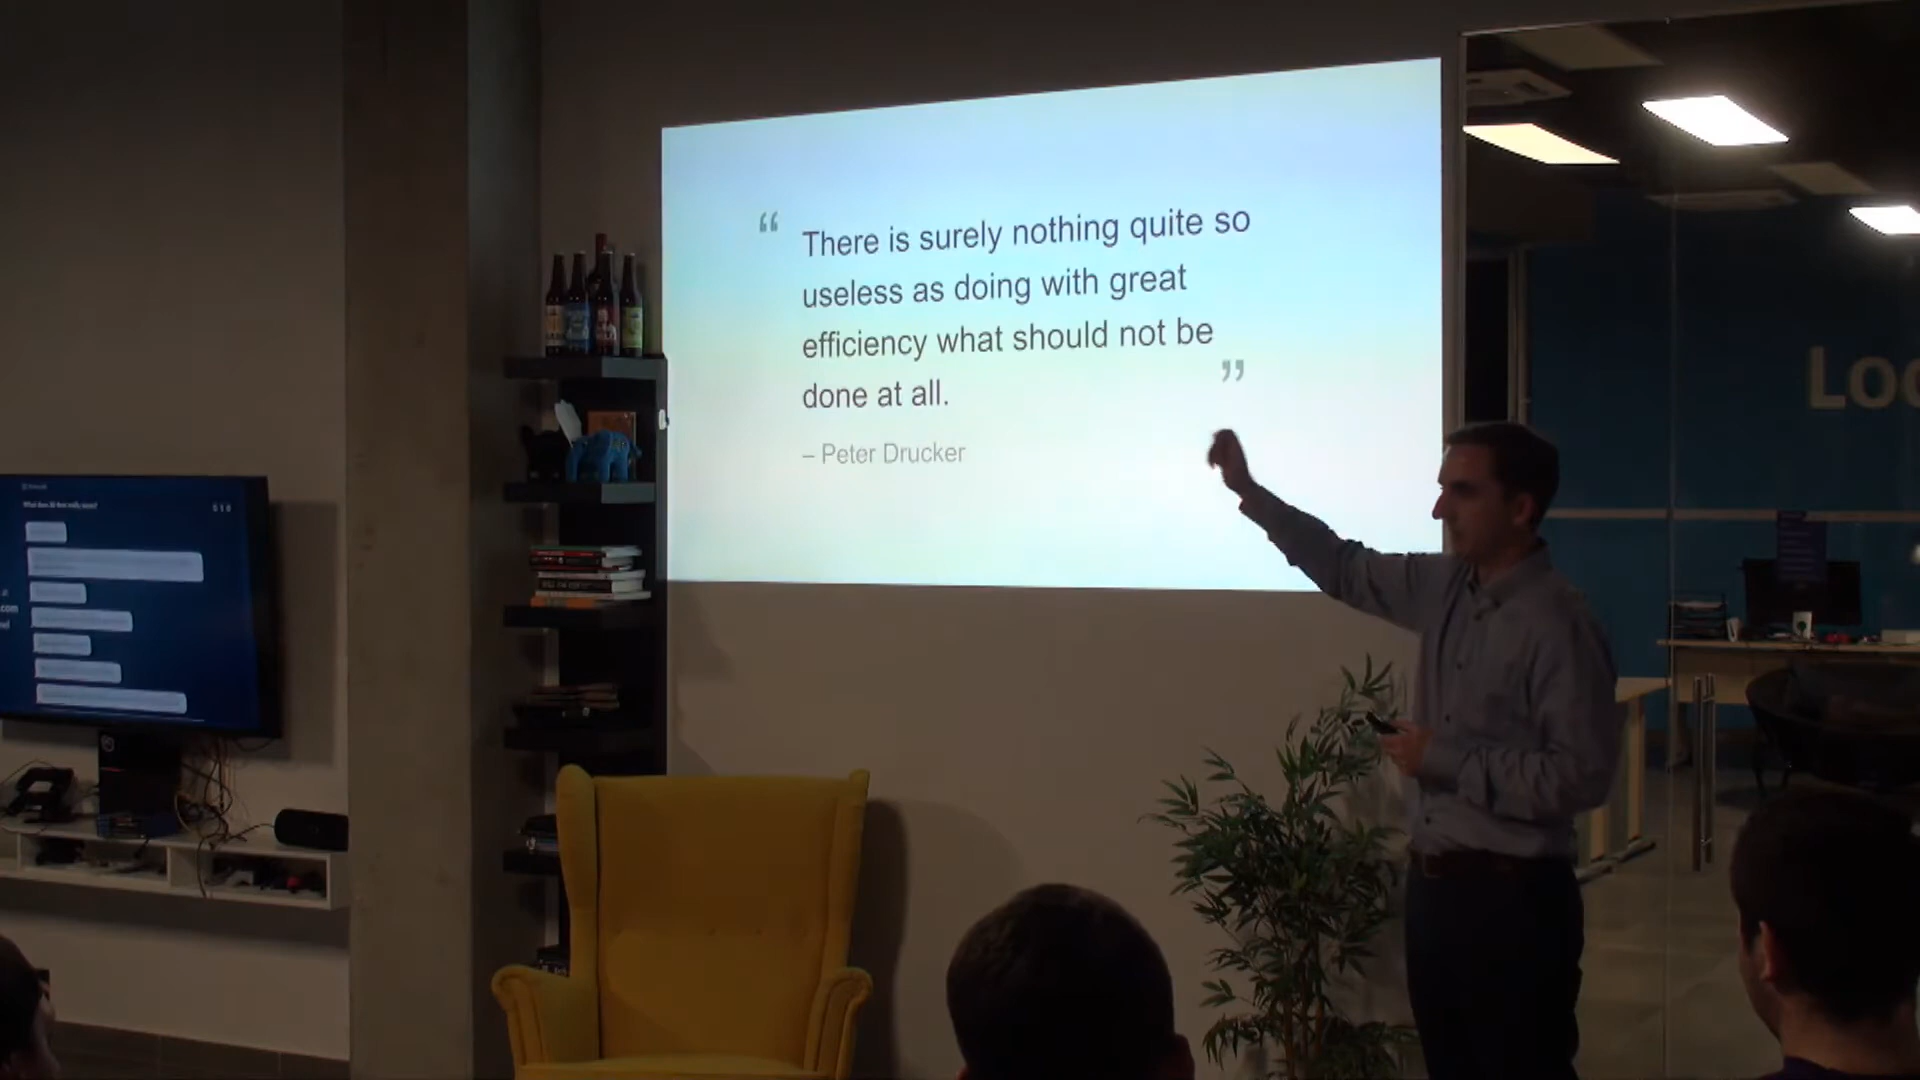 “ There is surely nothing quite so
useless as doing with great
efficiency what should not be
done at all. ”
– Peter Drucker